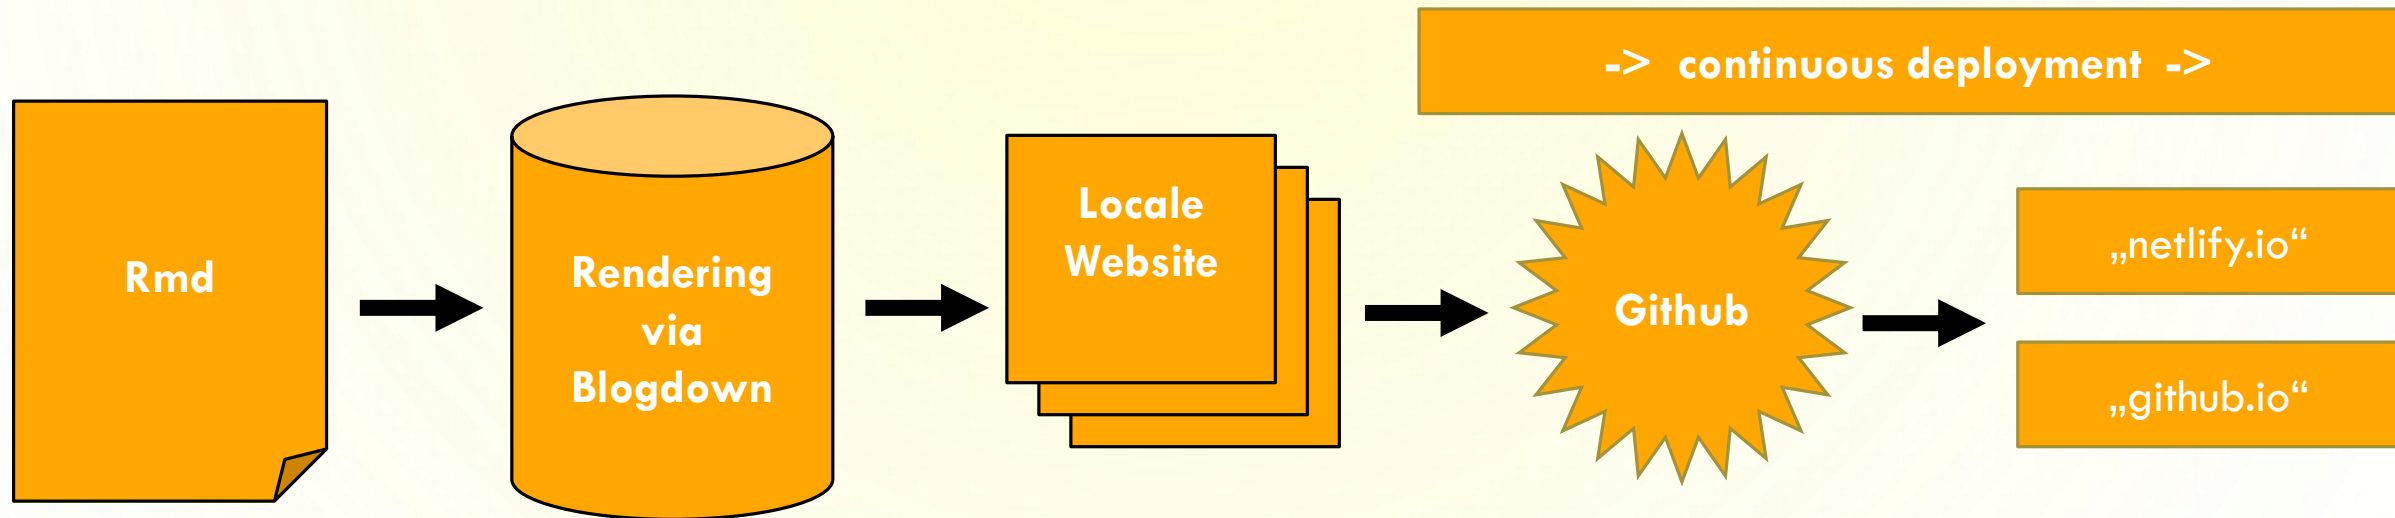 -> continuous deployment ->
Rmd
Rendering
via
Blogdown
Locale
Website
Github
„netlify.io“
„github.io“